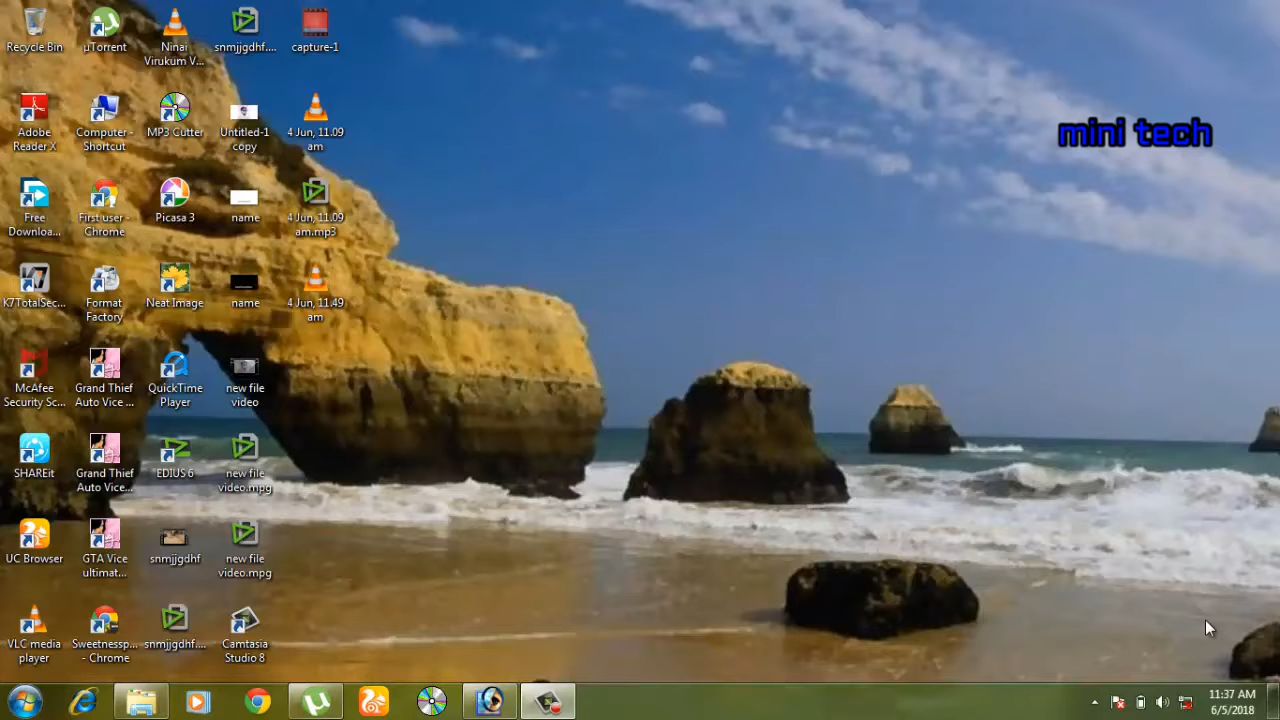 Recycle Bin
µTorrent
Ninai
Virukum V...
snmjjgdhf....
capture-1
mini tech
Adobe
Reader X
Computer -
Shortcut
MP3 Cutter
Untitled-1
copy
4 Jun, 11.09
am
Free
Downloa...
First user -
Chrome
Picasa 3
name
4 Jun, 11.09
am.mp3
K7TotalSec...
Format
Factory
Neat Image
name
4 Jun, 11.49
am
McAfee
Security Sc...
Grand Thief
Auto Vice ...
QuickTime
Player
new file
video
SHAREit
Grand Thief
Auto Vice...
EDIUS 6
new file
video.mpg
UC Browser
GTA Vice
ultimat...
snmjjgdhf
new file
video.mpg
VLC media
player
Sweetnessp...
- Chrome
snmjjgdhf....
Camtasia
Studio 8
11:37 AM
6/5/2018